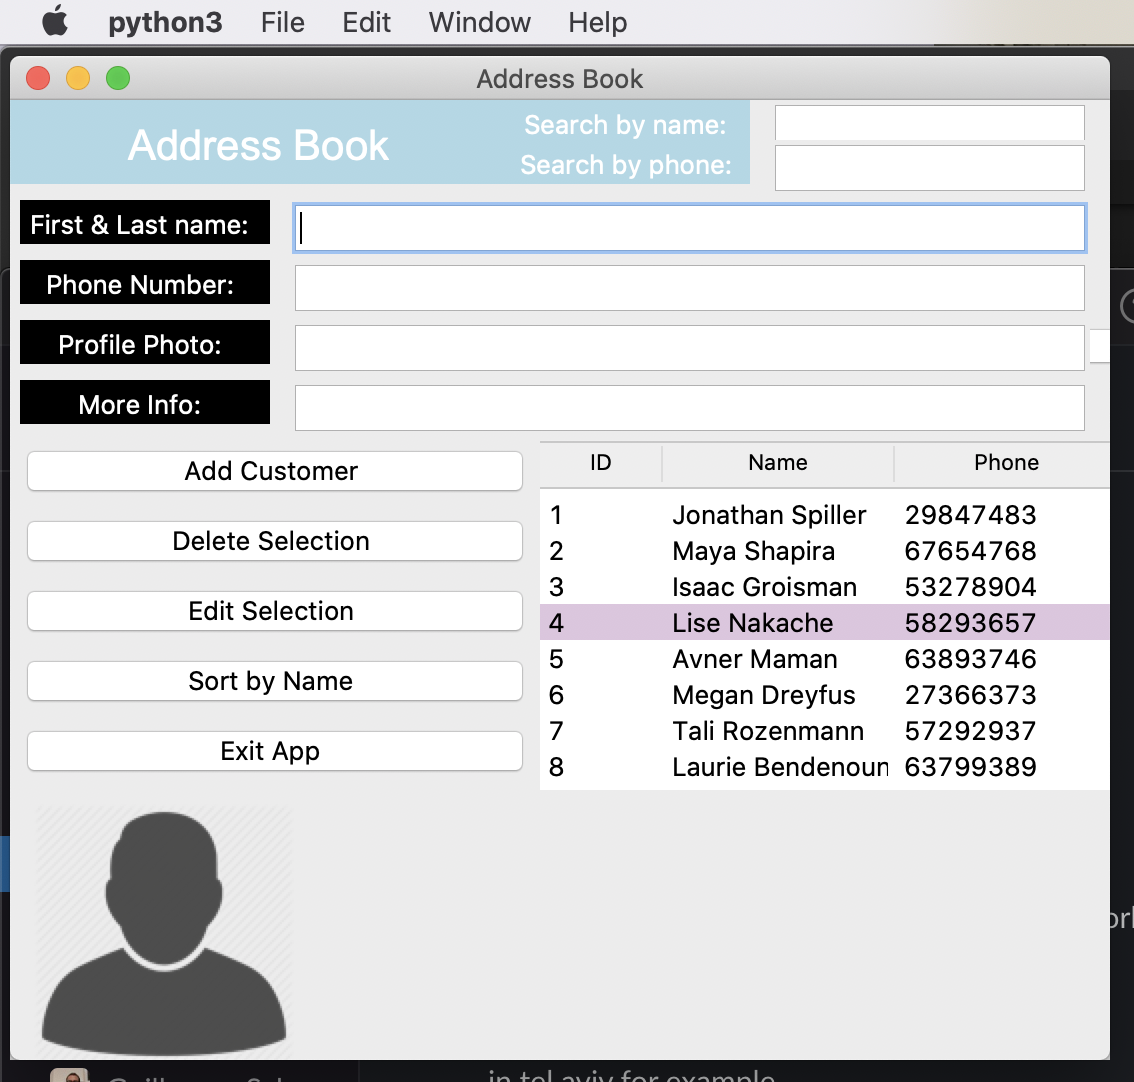 python3 File Edit Window Help
Address Book
Address Book
Search by name:
Search by phone:
First & Last name:
Phone Number:
Profile Photo:
More Info:
Add Customer
Delete Selection
Edit Selection
Sort by Name
Exit App
ID Name Phone
1 Jonathan Spiller 29847483
2 Maya Shapira 67654768
3 Isaac Groisman 53278904
4 Lise Nakache 58293657
5 Avner Maman 63893746
6 Megan Dreyfus 27366373
7 Tali Rozenmann 57292937
8 Laurie Bendenoun 63799389
in tel aviv for example